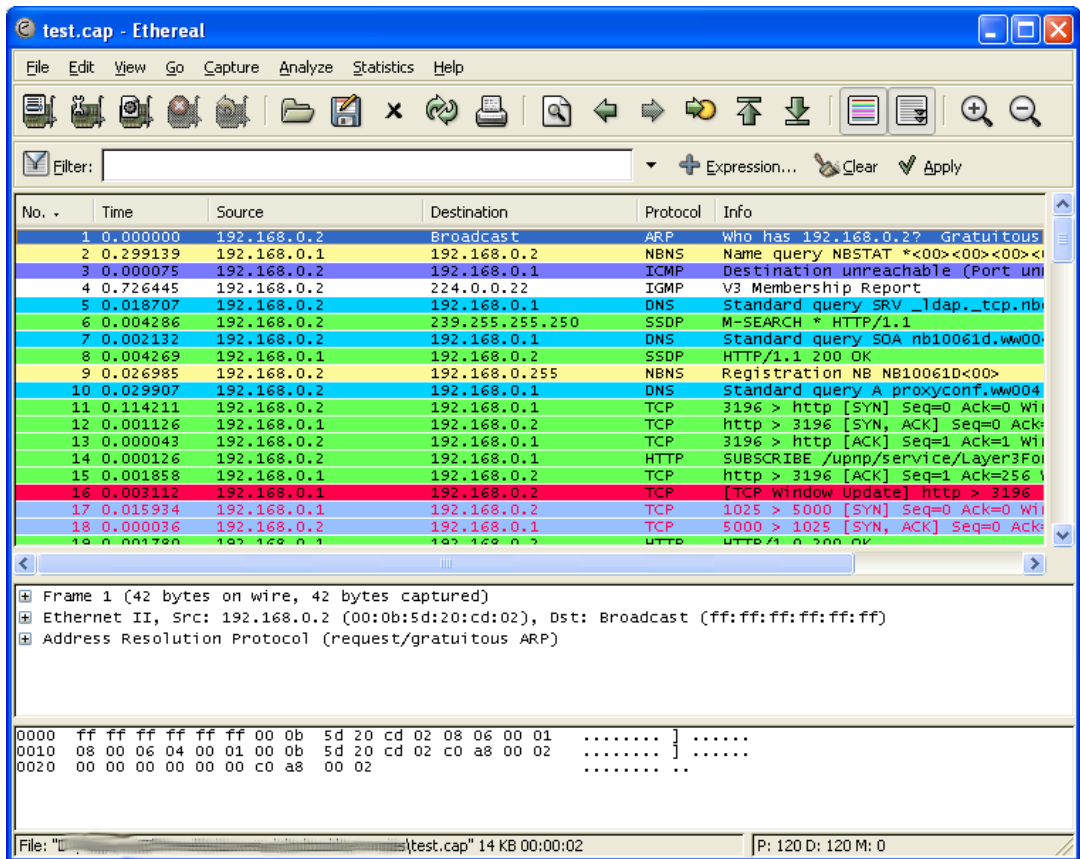 test.cap - Ethereal
File Edit View Go Capture Analyze Statistics Help
Filter: Expression... Clear Apply
No. Time Source Destination Protocol Info
1 0.000000 192.168.0.2 Broadcast ARP Who has 192.168.0.2? Gratuitous
2 0.299139 192.168.0.1 192.168.0.2 NBNS Name query NBSTAT *<00><00><00><
3 0.000075 192.168.0.2 192.168.0.1 ICMP Destination unreachable (Port
4 0.726445 192.168.0.2 224.0.0.22 IGMP V3 Membership Report
5 0.018707 192.168.0.2 192.168.0.1 DNS Standard query SRV _ldap._tcp.nb
6 0.004286 192.168.0.2 239.255.255.250 SSDP M-SEARCH * HTTP/1.1
7 0.002132 192.168.0.2 192.168.0.1 DNS Standard query SOA nb10061d.ww00
8 0.004269 192.168.0.1 192.168.0.2 SSDP HTTP/1.1 200 OK
9 0.026985 192.168.0.2 192.168.0.255 NBNS Registration NB NB10061D<00>
10 0.029907 192.168.0.2 192.168.0.1 DNS Standard query A proxyconf.ww004
11 0.114211 192.168.0.2 192.168.0.1 TCP 3196 > http [SYN] Seq=0 Ack=0 Wi
12 0.001126 192.168.0.1 192.168.0.2 TCP http > 3196 [SYN, ACK] Seq=0 Ack=
13 0.000043 192.168.0.2 192.168.0.1 TCP 3196 > http [ACK] Seq=1 Ack=1 Wi
14 0.000126 192.168.0.2 192.168.0.1 HTTP SUBSCRIBE /upnp/service/Layer3Fo
15 0.001858 192.168.0.1 192.168.0.2 TCP http > 3196 [ACK] Seq=1 Ack=256
16 0.003112 192.168.0.1 192.168.0.2 TCP [TCP Window Update] http > 3196
17 0.015934 192.168.0.1 192.168.0.2 TCP 1025 > 5000 [SYN] Seq=0 Ack=0 Wi
18 0.000036 192.168.0.2 192.168.0.1 TCP 5000 > 1025 [SYN, ACK] Seq=0 Ack=
19 0.001780 192.168.0.1 192.168.0.2 HTTP HTTP/1.0 200 OK
Frame 1 (42 bytes on wire, 42 bytes captured)
Ethernet II, Src: 192.168.0.2 (00:0b:5d:20:cd:02), Dst: Broadcast (ff:ff:ff:ff:ff:ff)
Address Resolution Protocol (request/gratuitous ARP)
0000 ff ff ff ff ff ff 00 0b 5d 20 cd 02 08 06 00 01 ........ ] ......
0010 08 00 06 04 00 01 00 0b 5d 20 cd 02 c0 a8 00 02 ........ ] ......
0020 00 00 00 00 00 00 c0 a8 00 02 ........ ..
File: " \test.cap" 14 KB 00:00:02 P: 120 D: 120 M: 0